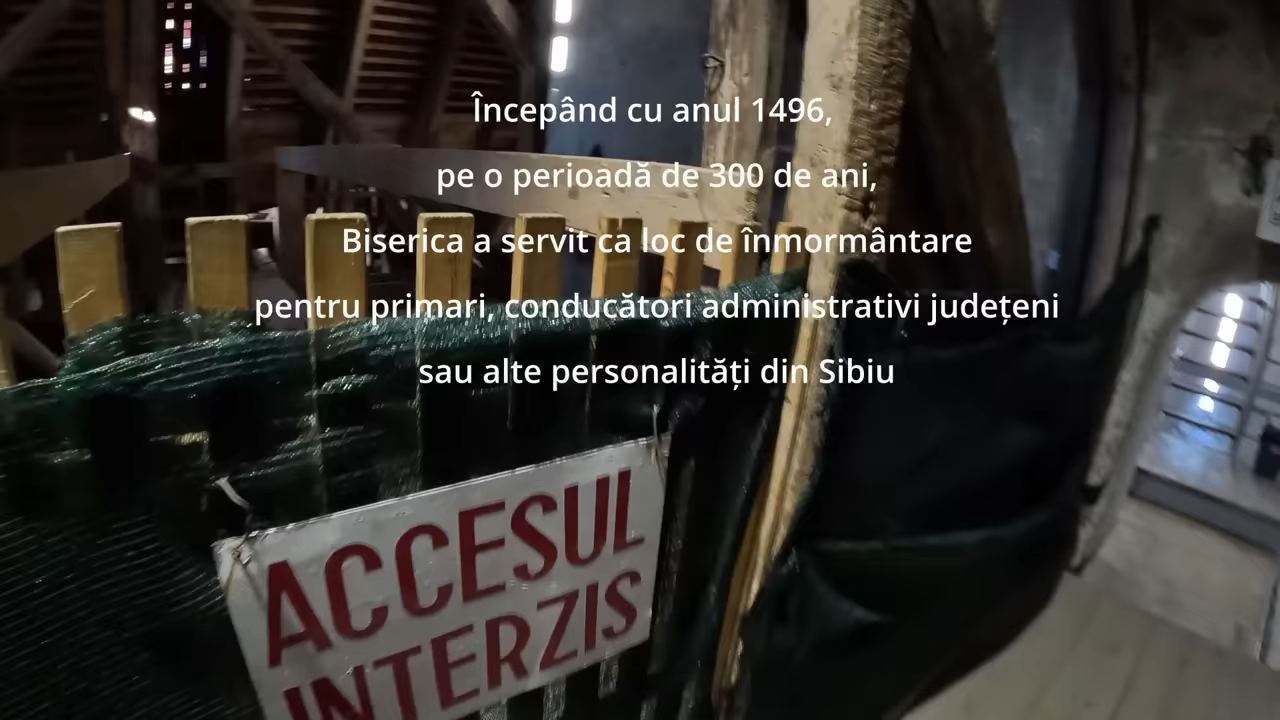 Începând cu anul 1496,
pe o perioadă de 300 de ani,
Biserica a servit ca loc de înmormântare
pentru primari, conducători administrativi județeni
sau alte personalități din Sibiu
ACCESUL
INTERZIS